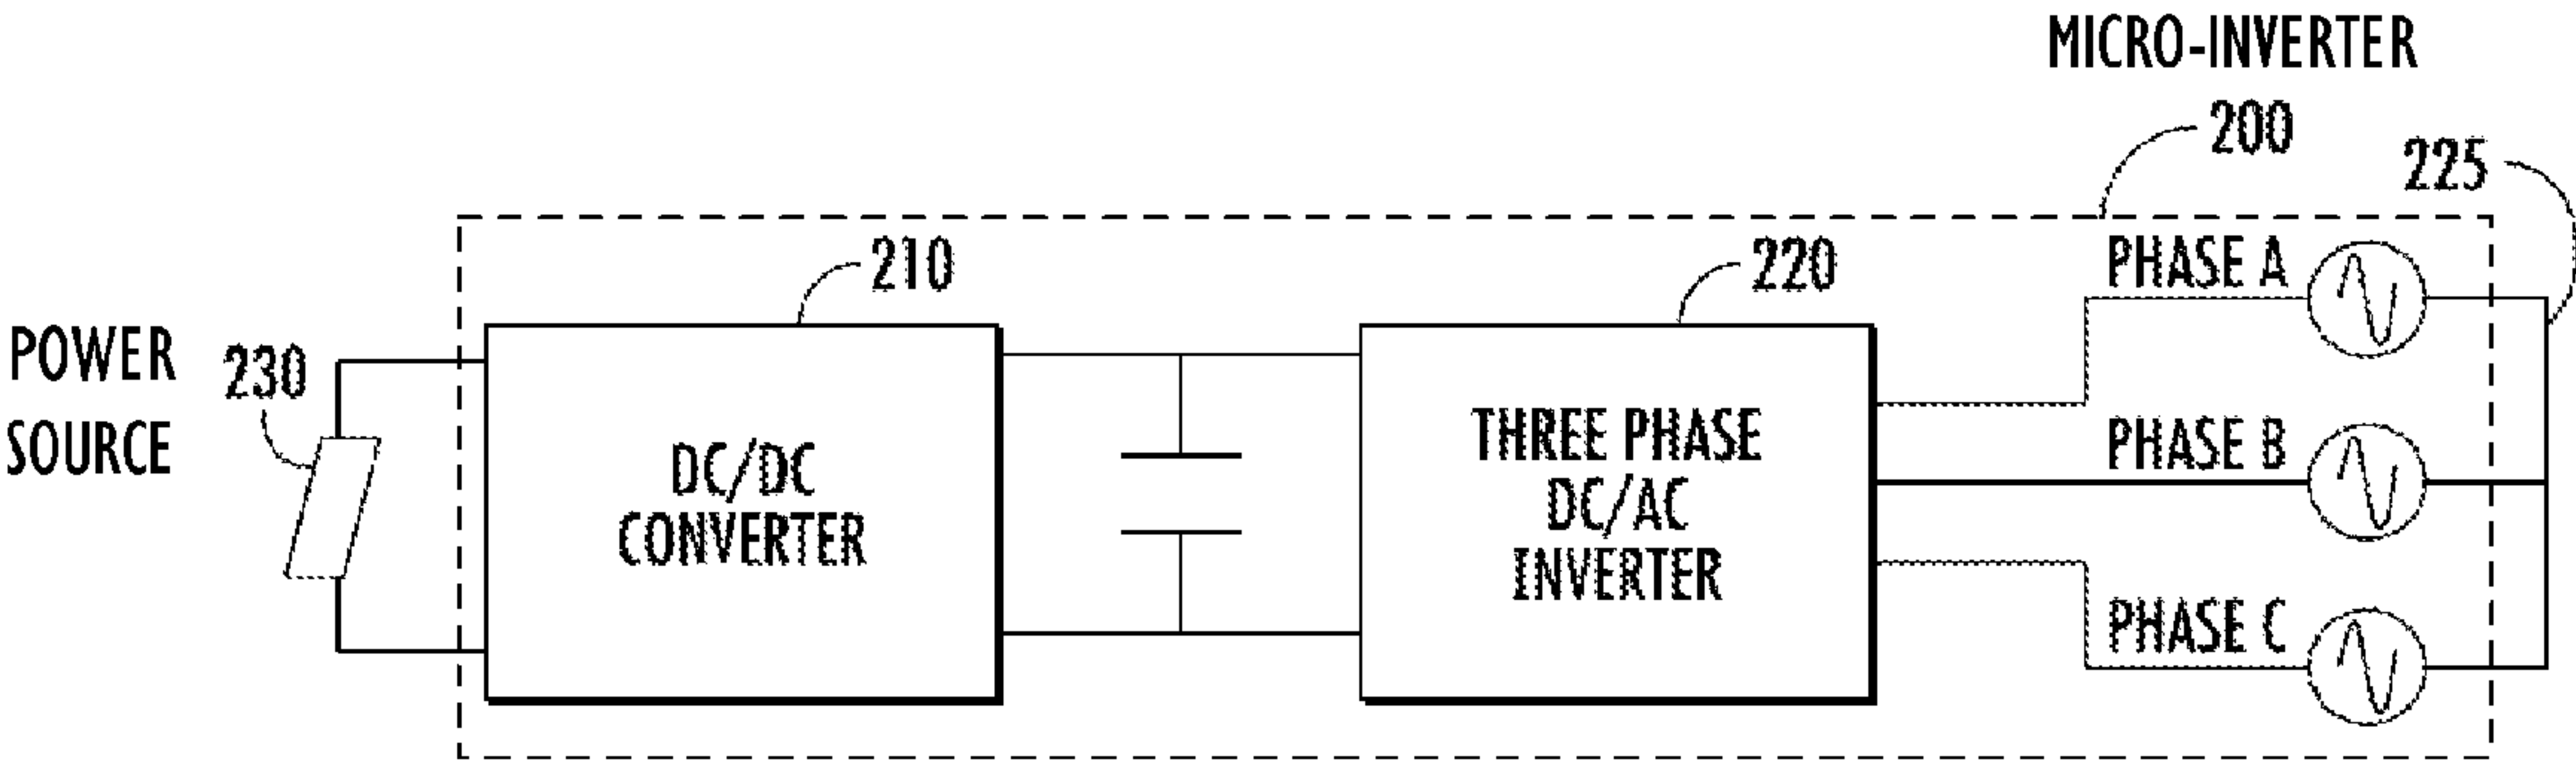 MICRO-INVERTER
200
225
210
220
PHASE A
POWER
SOURCE
230
DC/DC
CONVERTER
THREE PHASE
DC/AC
INVERTER
PHASE B
PHASE C